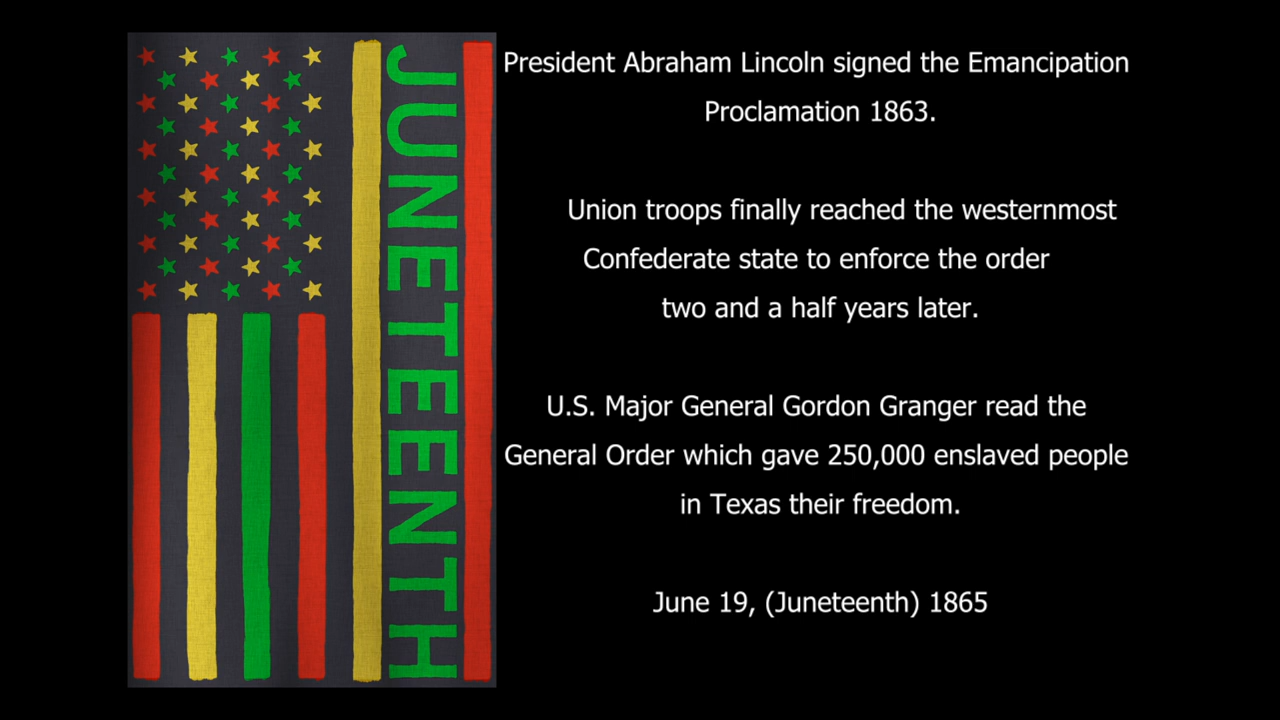 JUNETEENTH
President Abraham Lincoln signed the Emancipation
Proclamation 1863.
Union troops finally reached the westernmost
Confederate state to enforce the order
two and a half years later.
U.S. Major General Gordon Granger read the
General Order which gave 250,000 enslaved people
in Texas their freedom.
June 19, (Juneteenth) 1865